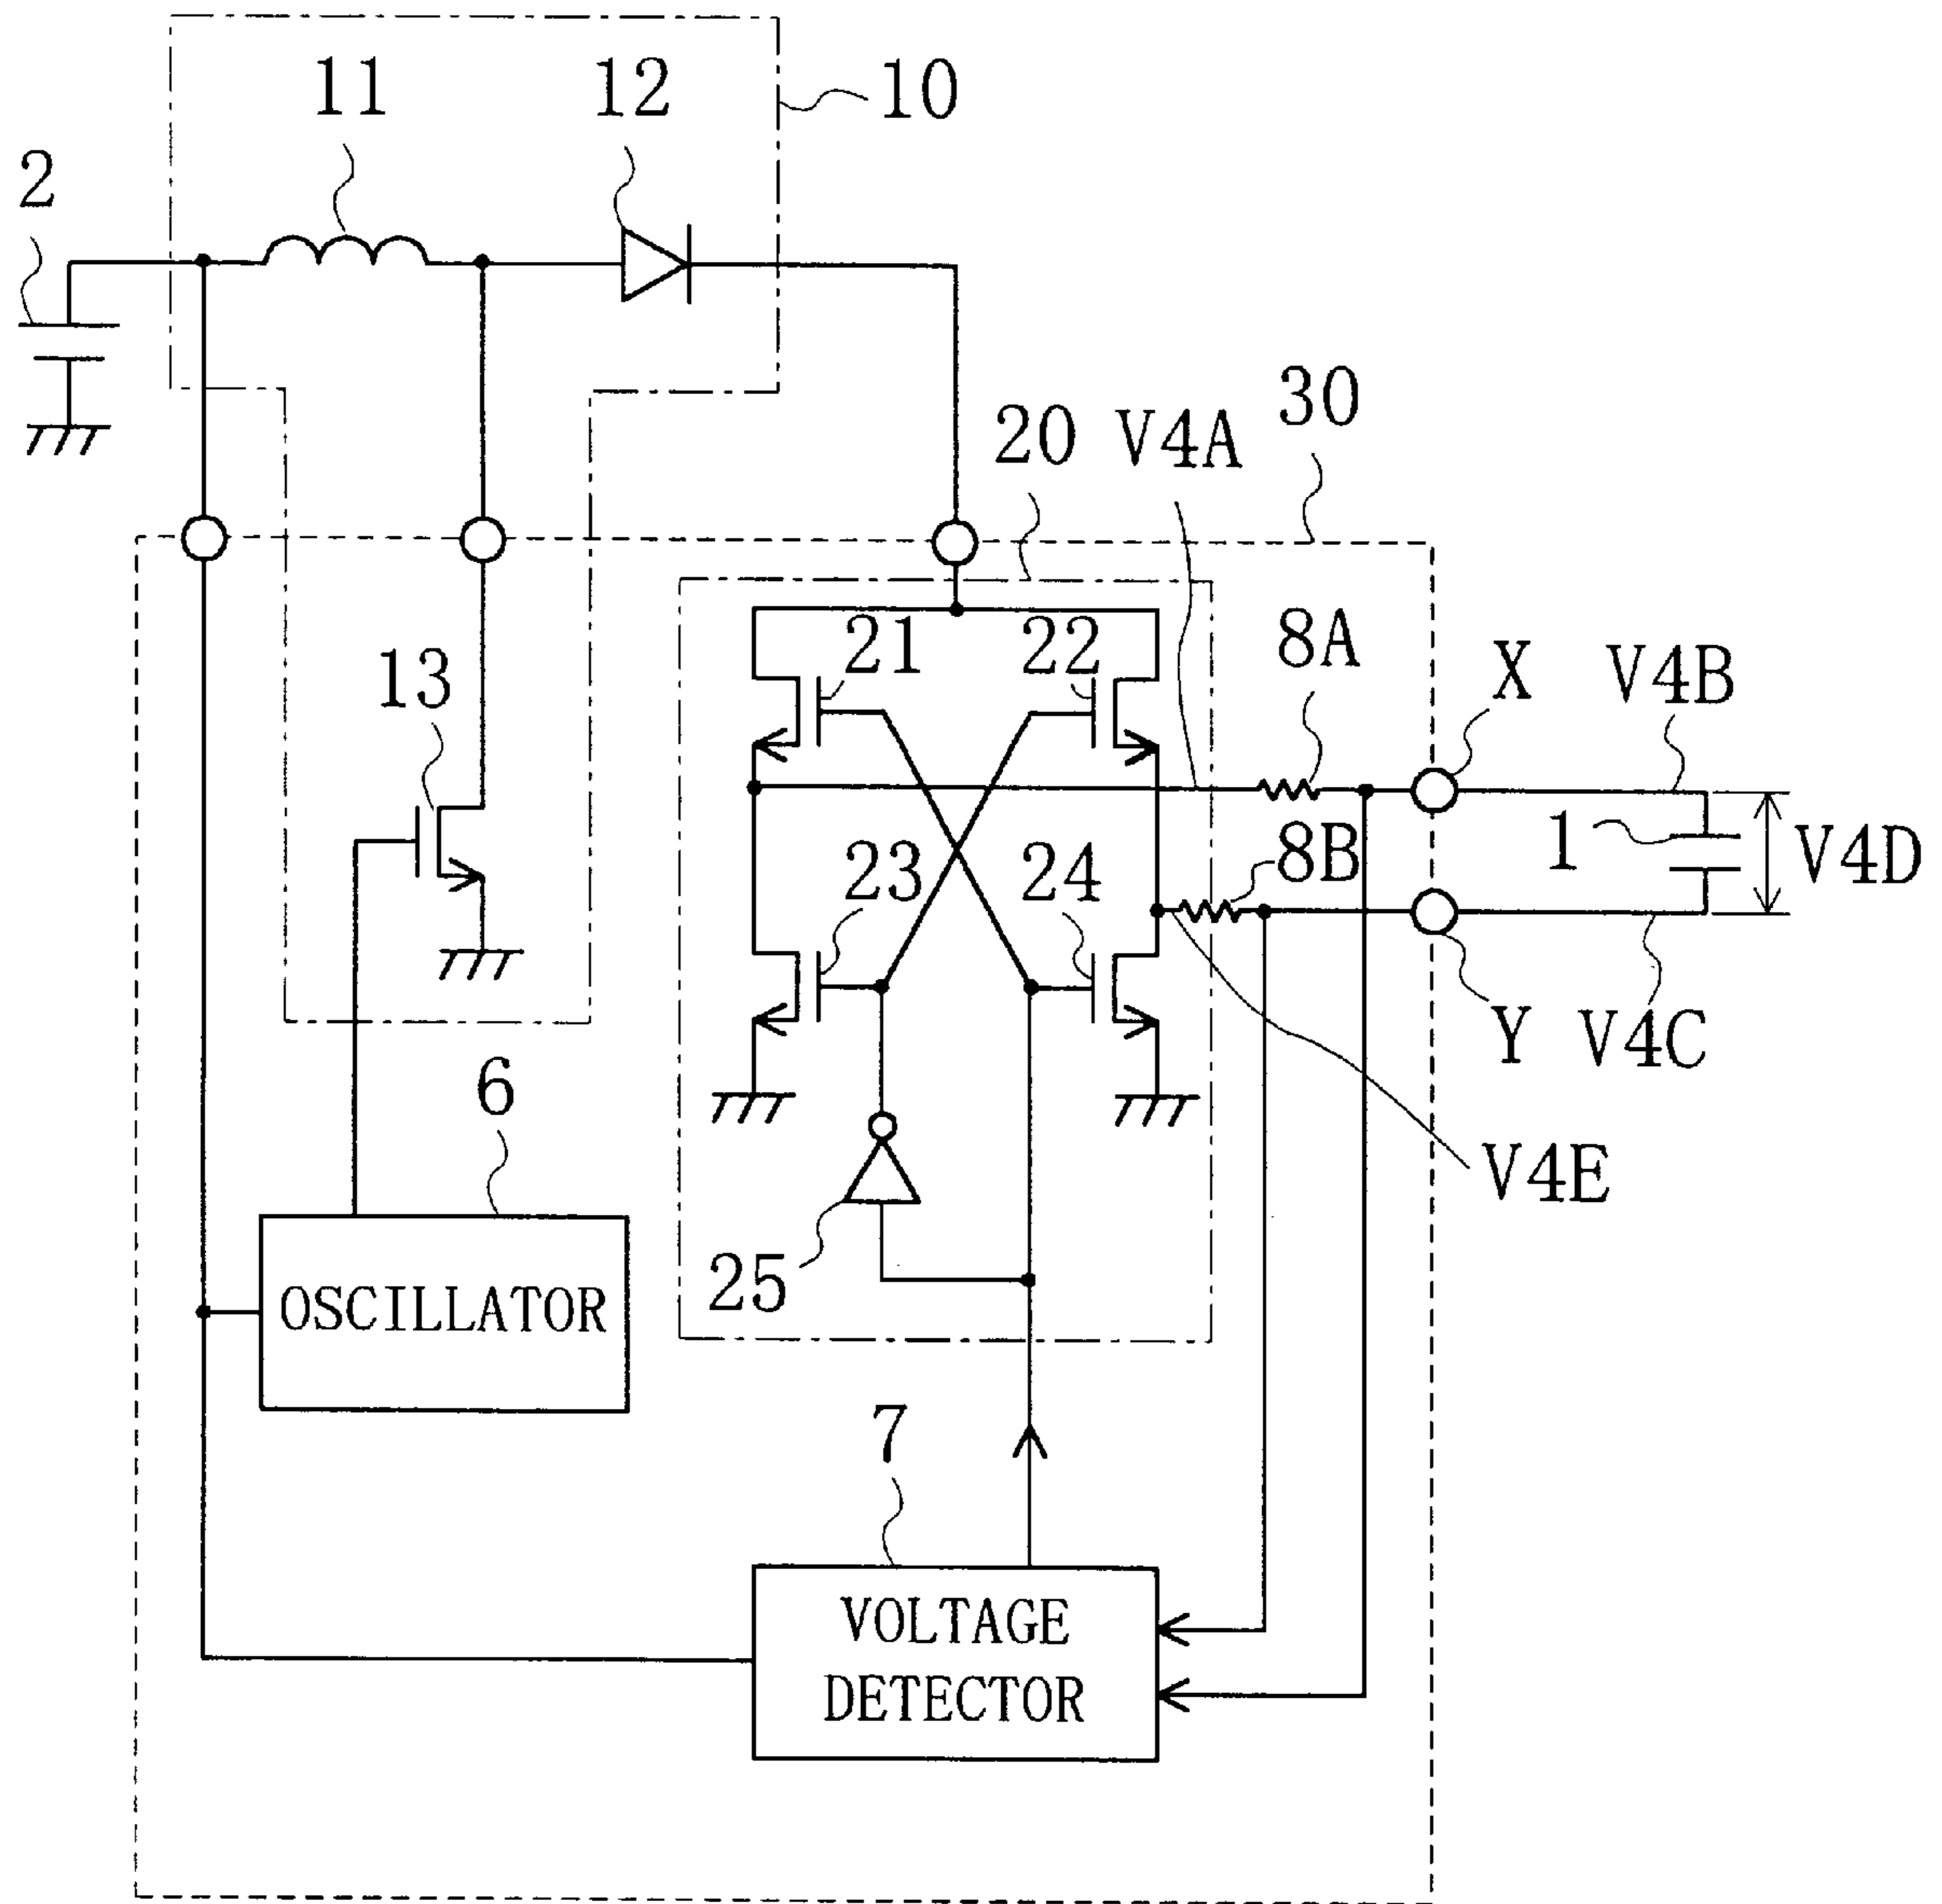 11
12
10
2
30
20
V4A
21
22
8A
X
V4B
13
1
V4D
23
24
8B
Y
V4C
6
V4E
25
OSCILLATOR
7
VOLTAGE
DETECTOR